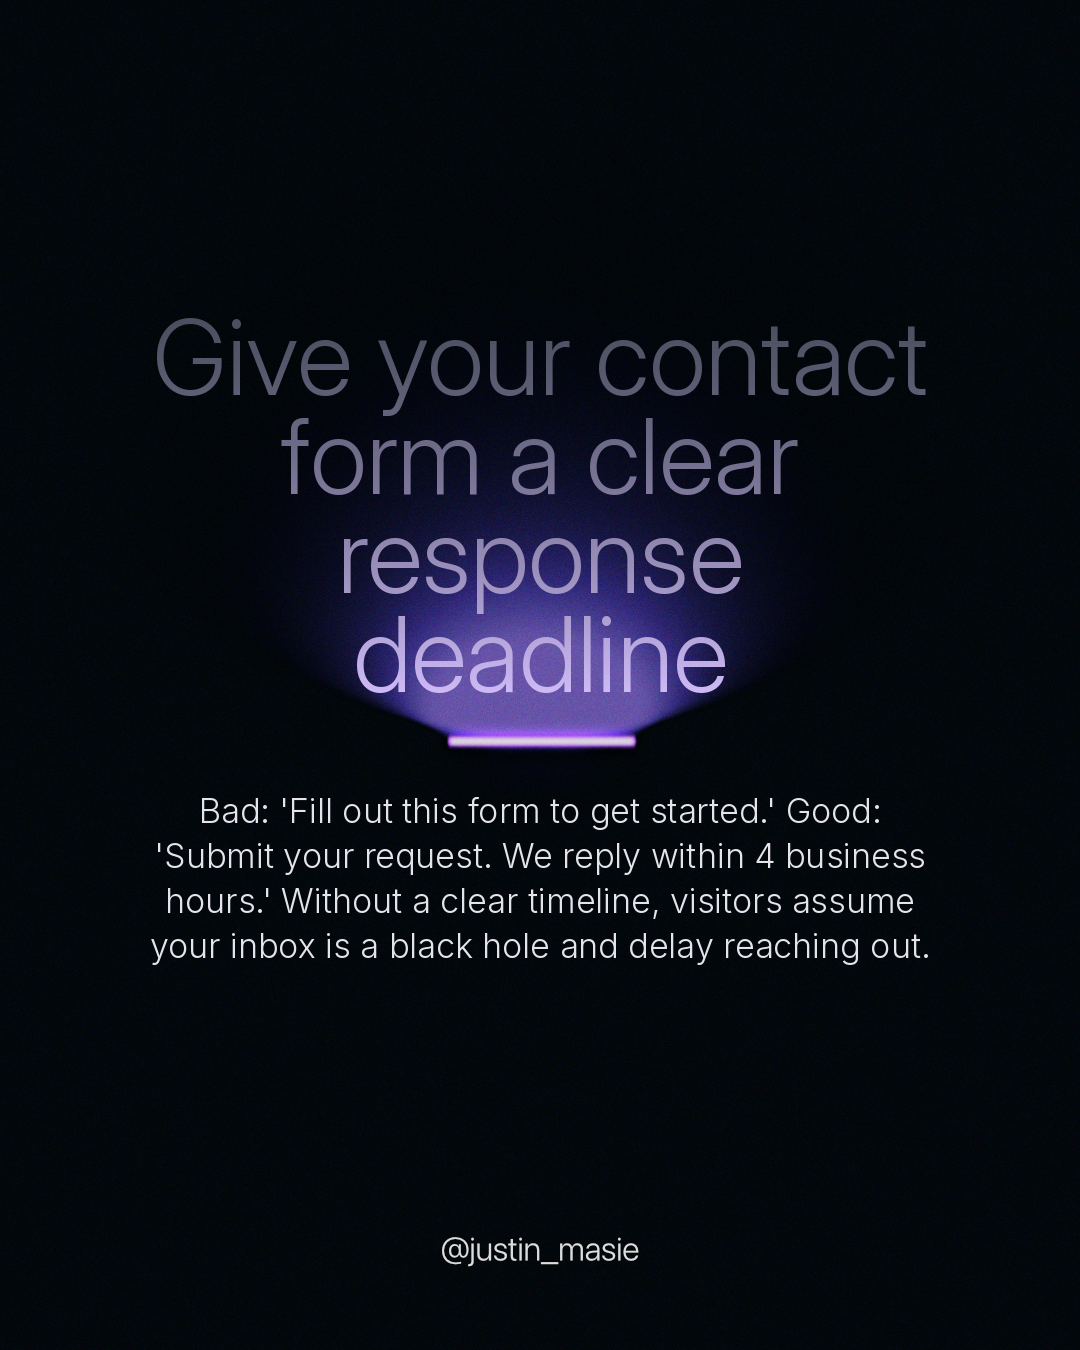 Give your contact
form a clear
response
deadline
Bad: 'Fill out this form to get started.' Good:
'Submit your request. We reply within 4 business
hours.' Without a clear timeline, visitors assume
your inbox is a black hole and delay reaching out.
@justin_masie